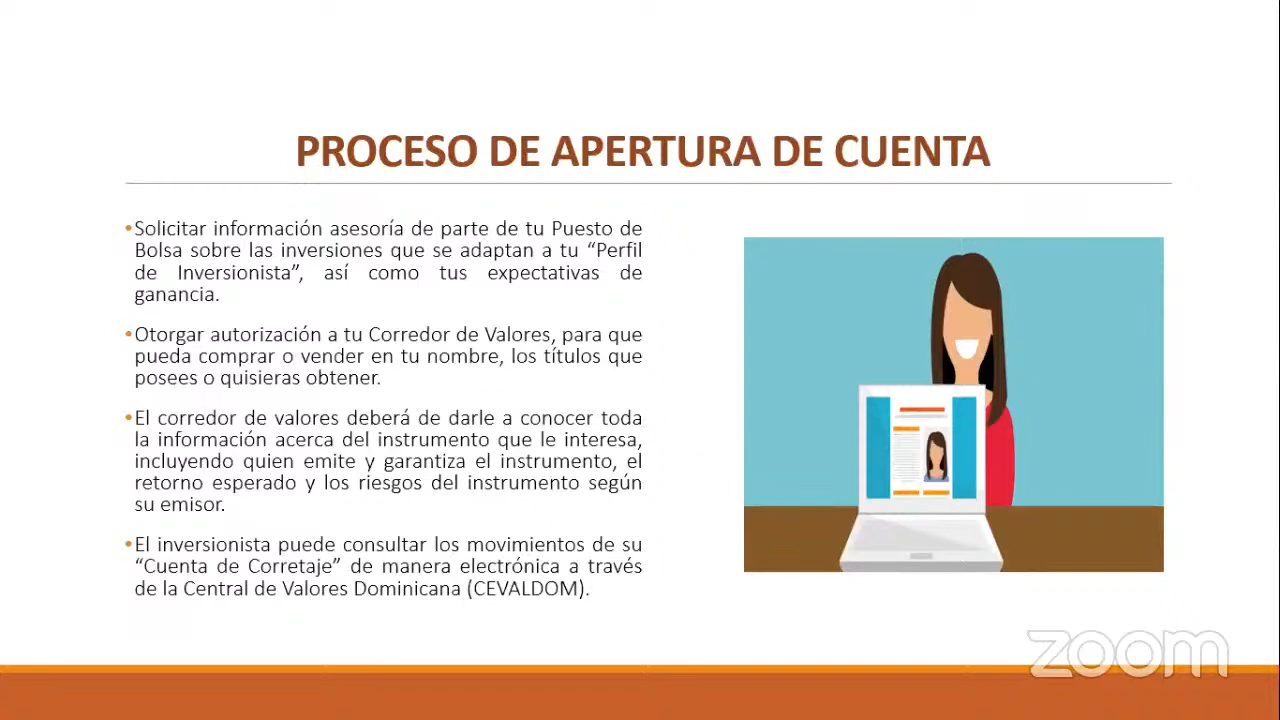 PROCESO DE APERTURA DE CUENTA
•Solicitar información asesoría de parte de tu Puesto de
Bolsa sobre las inversiones que se adaptan a tu “Perfil
de Inversionista”, así como tus expectativas de
ganancia.
•Otorgar autorización a tu Corredor de Valores, para que
pueda comprar o vender en tu nombre, los títulos que
posees o quisieras obtener.
•El corredor de valores deberá de darle a conocer toda
la información acerca del instrumento que le interesa,
incluyendo quien emite y garantiza el instrumento, el
retorno esperado y los riesgos del instrumento según
su emisor.
•El inversionista puede consultar los movimientos de su
“Cuenta de Corretaje” de manera electrónica a través
de la Central de Valores Dominicana (CEVALDOM).
zoom